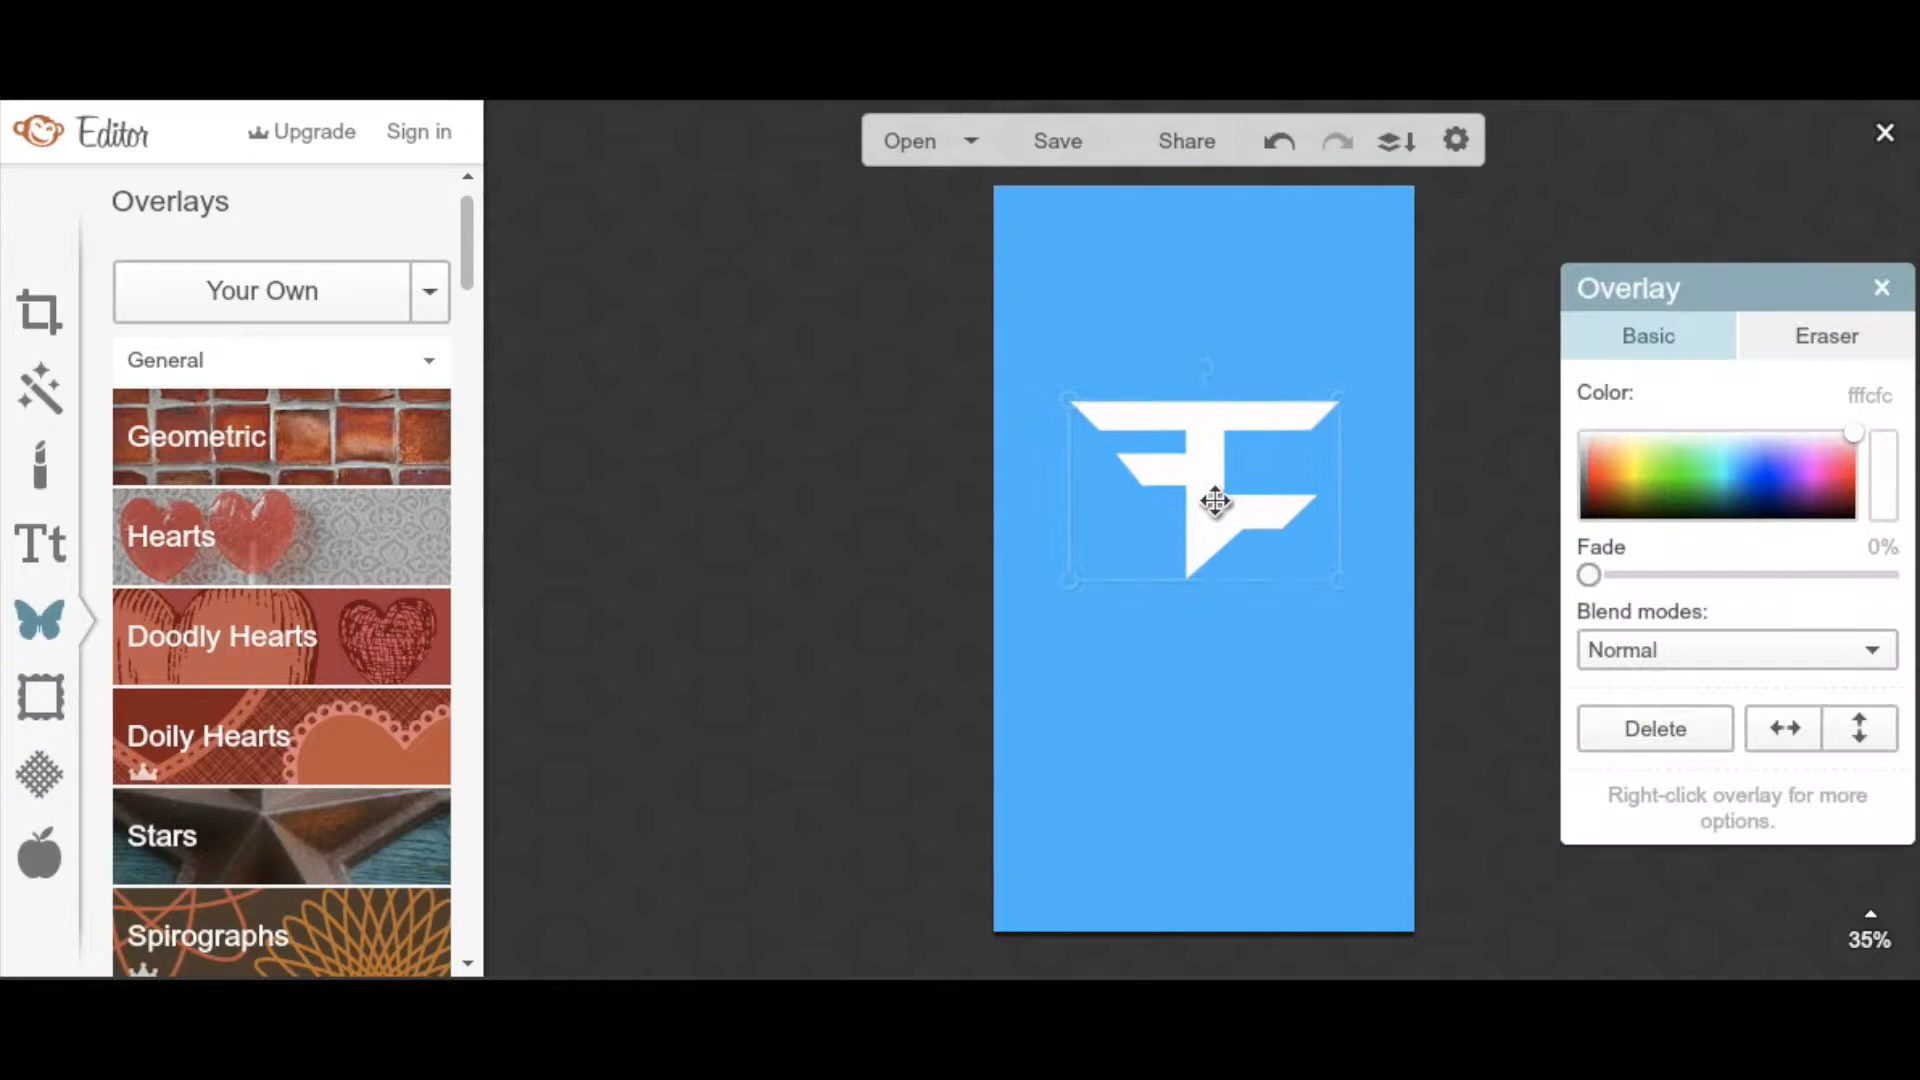 Editor
Upgrade
Sign in
Open
Save
Share
Overlays
Your Own
General
Geometric
Hearts
Doodly Hearts
Doily Hearts
Stars
Spirographs
Tt
Overlay
Basic
Eraser
Color:
fffcfc
Fade
0%
Blend modes:
Normal
Delete
Right-click overlay for more
options.
35%